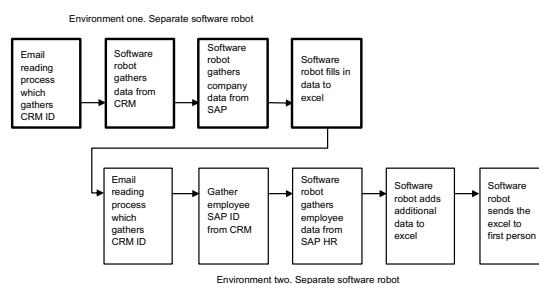 Environment one. Separate software robot
Email
reading
process
which
gathers
CRM ID
Software
robot
gathers
data from
CRM
Software
robot
gathers
company
data from
SAP
Software
robot fills in
data to
excel
Email
reading
process
which
gathers
CRM ID
Gather
employee
SAP ID
from CRM
Software
robot
gathers
employee
data from
SAP HR
Software
robot adds
additional
data to
excel
Software
robot
sends the
excel to
first person
Environment two. Separate software robot